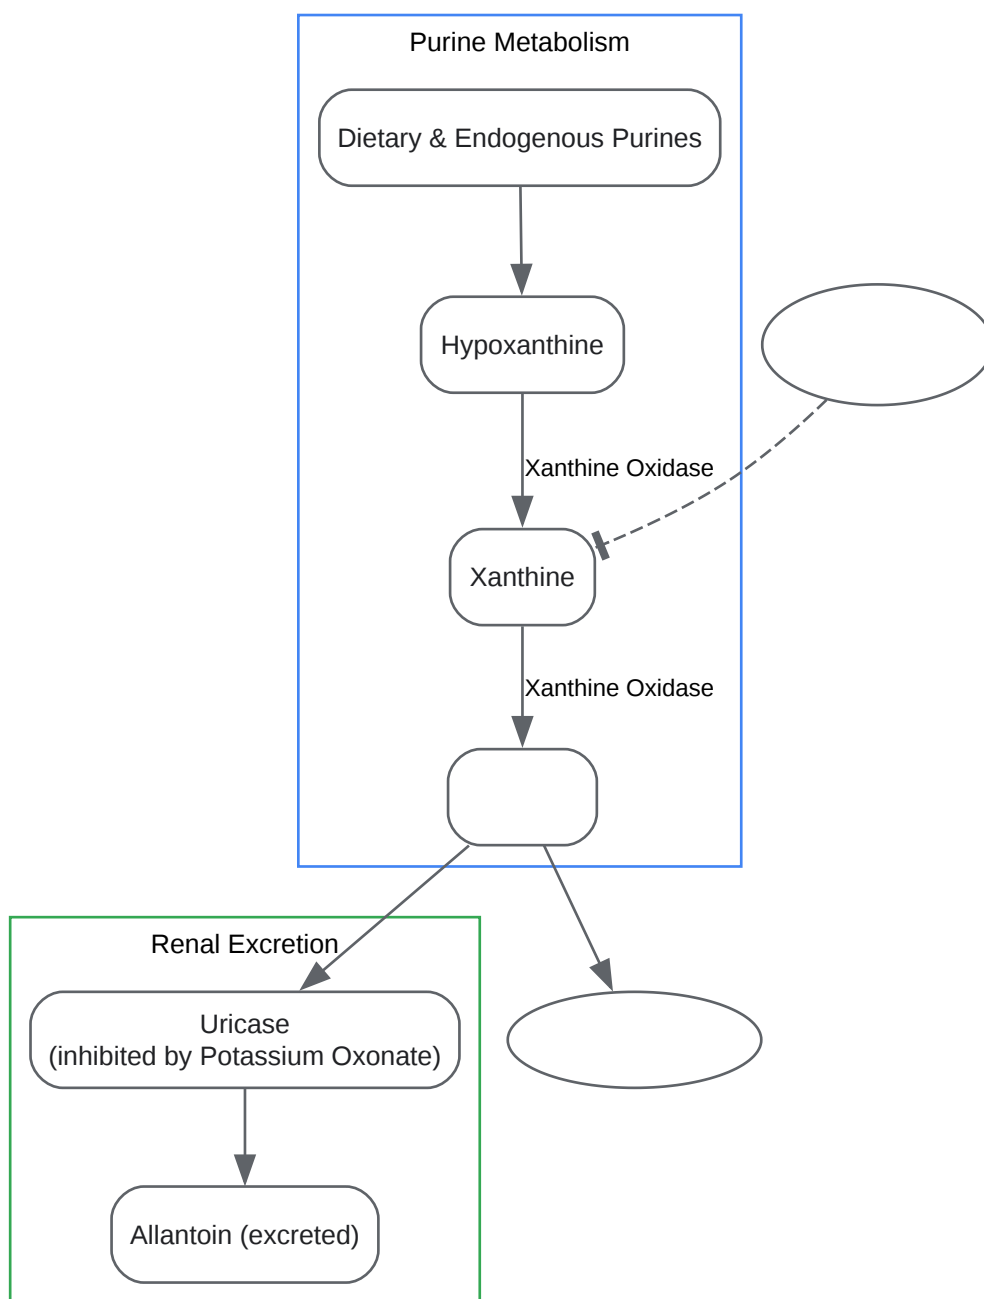 Purine Metabolism
Dietary & Endogenous Purines
Hypoxanthine
Xanthine Oxidase
Xanthine
Xanthine Oxidase
Renal Excretion
Uricase
(inhibited by Potassium Oxonate)
Allantoin (excreted)